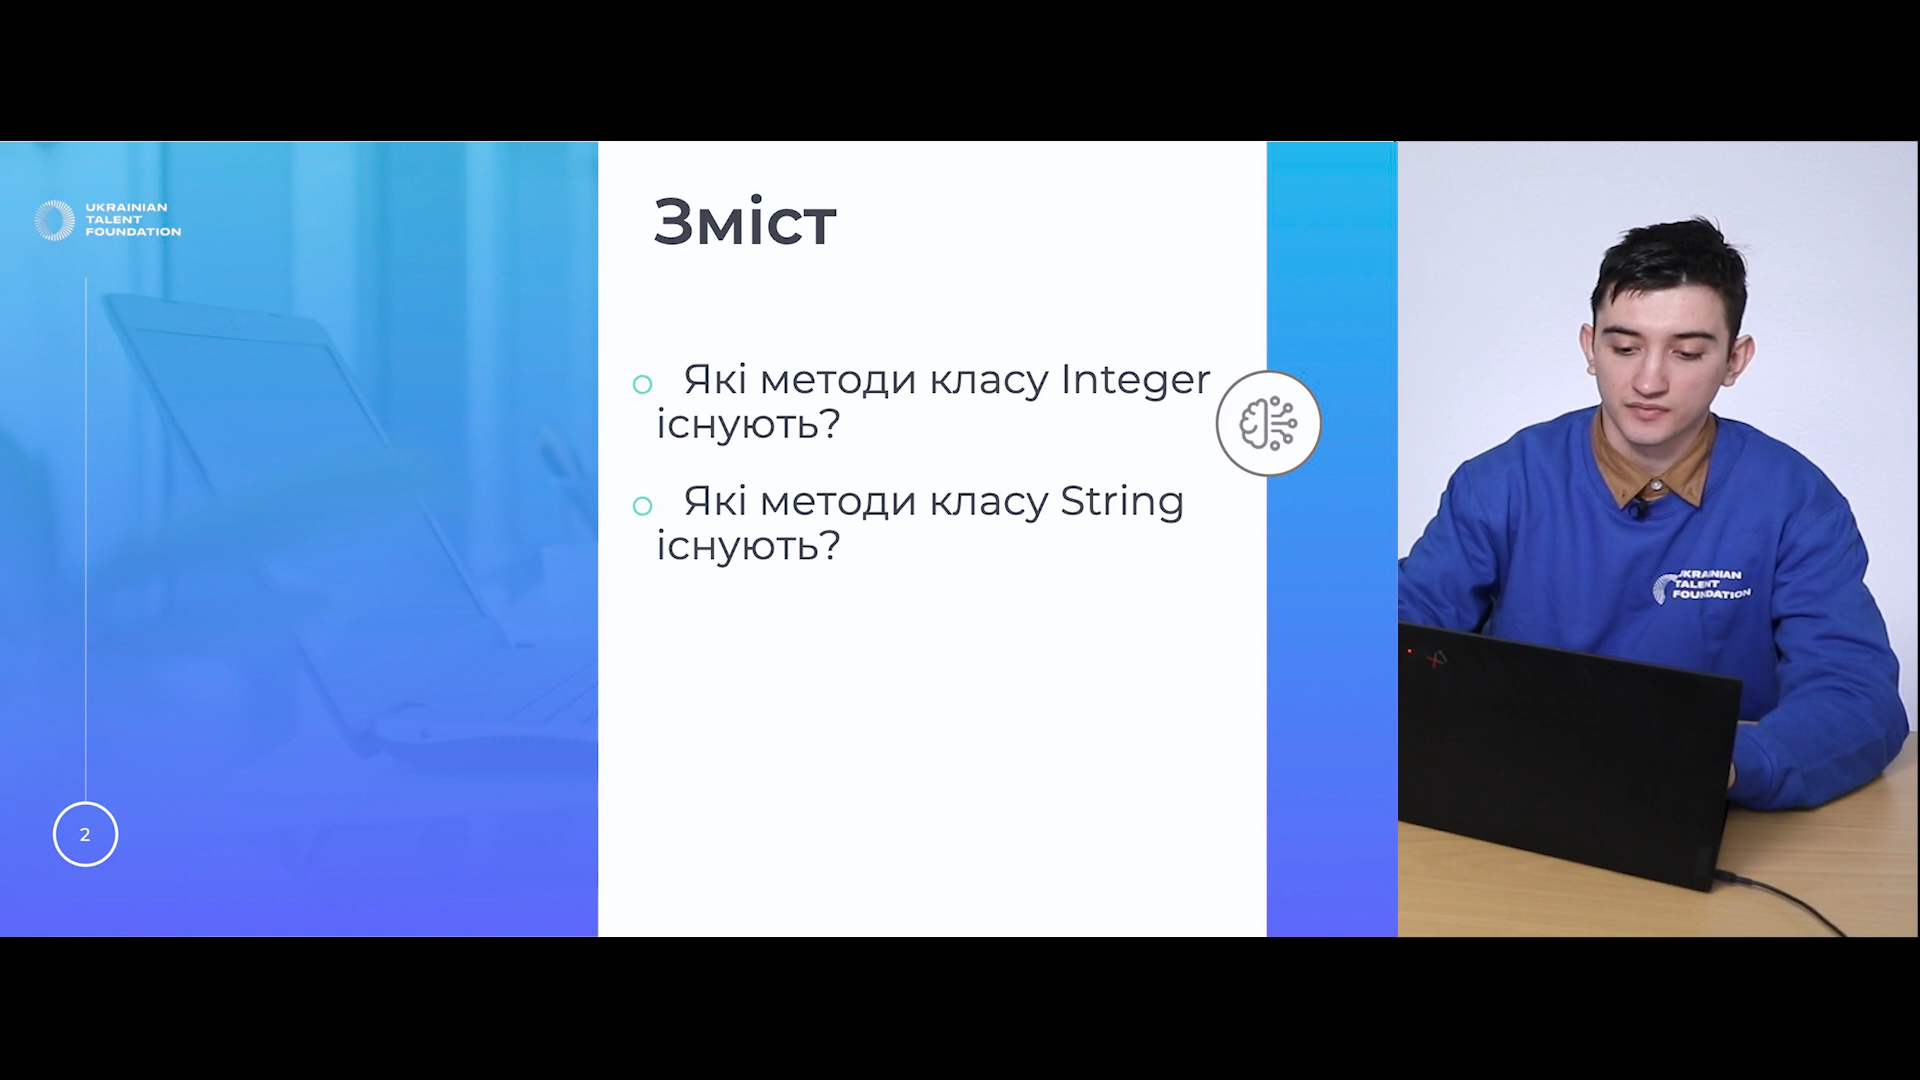 UKRAINIAN
TALENT
FOUNDATION
2
Зміст
Які методи класу Integer
існують?
Які методи класу String
існують?
UKRAINIAN
TALENT
FOUNDATION